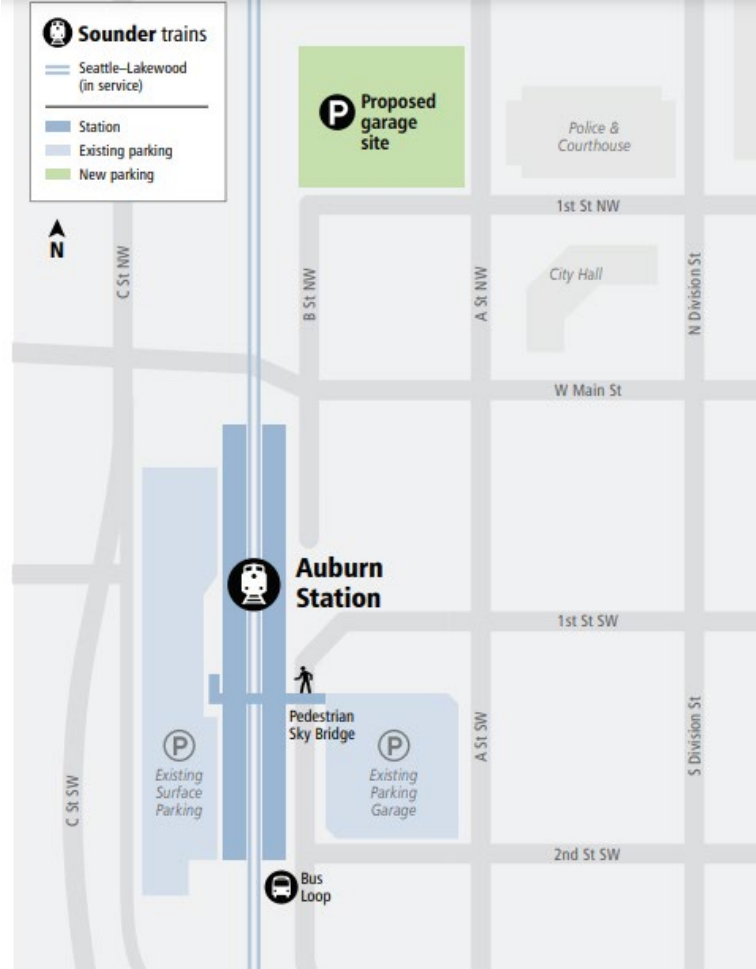 Sounder trains
Seattle–Lakewood
(in service)
Station
Existing parking
New parking
N
P
Proposed
garage
site
Police &
Courthouse
1st St NW
City Hall
C St NW
B St NW
A St NW
N Division St
W Main St
Auburn
Station
1st St SW
Pedestrian
Sky Bridge
P
Existing
Surface
Parking
P
Existing
Parking
Garage
A St SW
S Division St
C St SW
2nd St SW
Bus
Loop